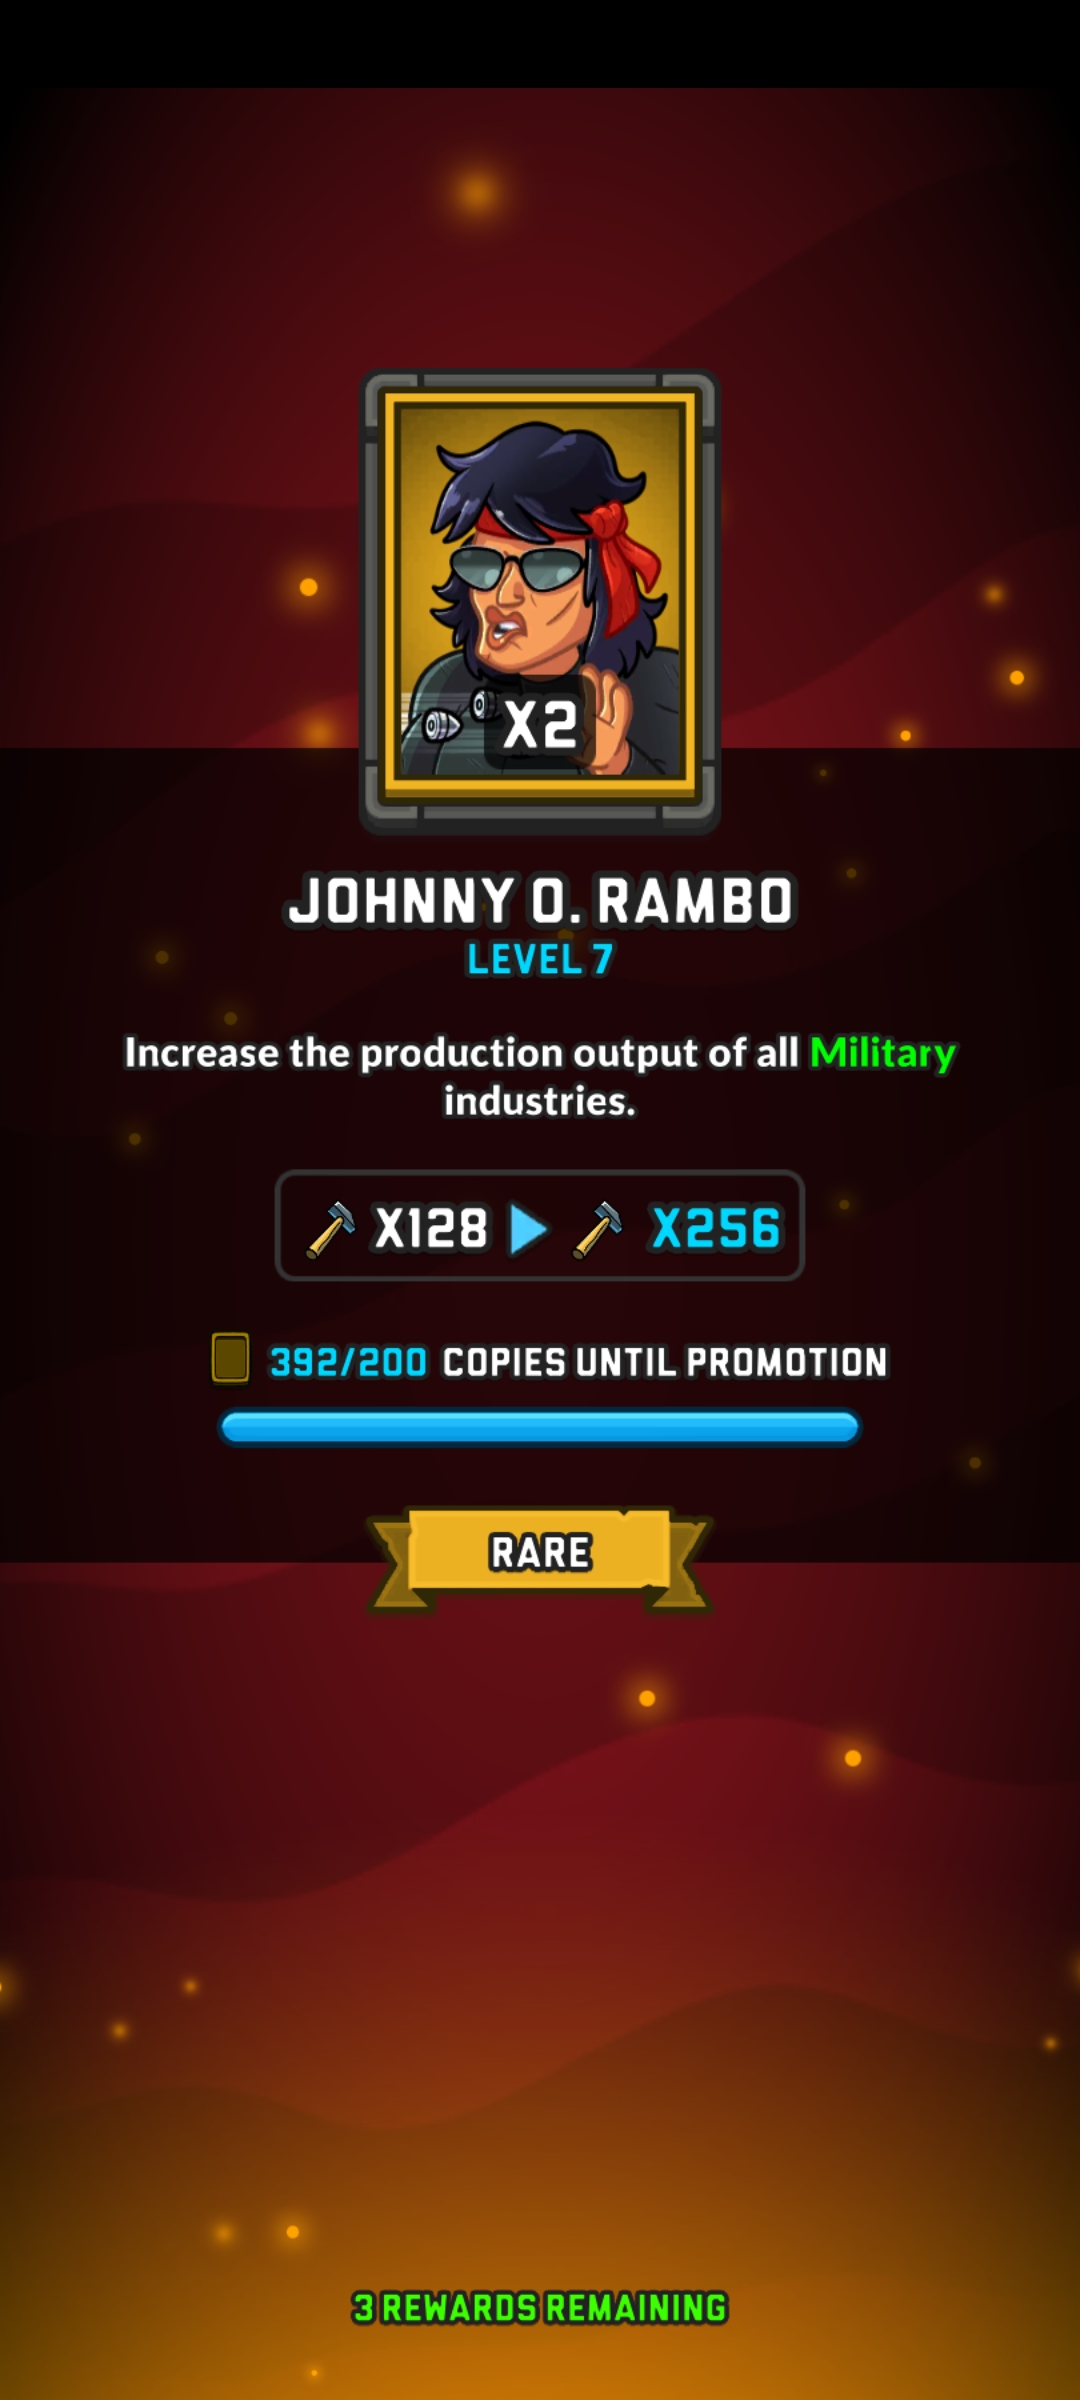 X2
JOHNNY O. RAMBO
LEVEL 7
Increase the production output of all Military
industries.
X128 X256
392/200 COPIES UNTIL PROMOTION
RARE
3 REWARDS REMAINING